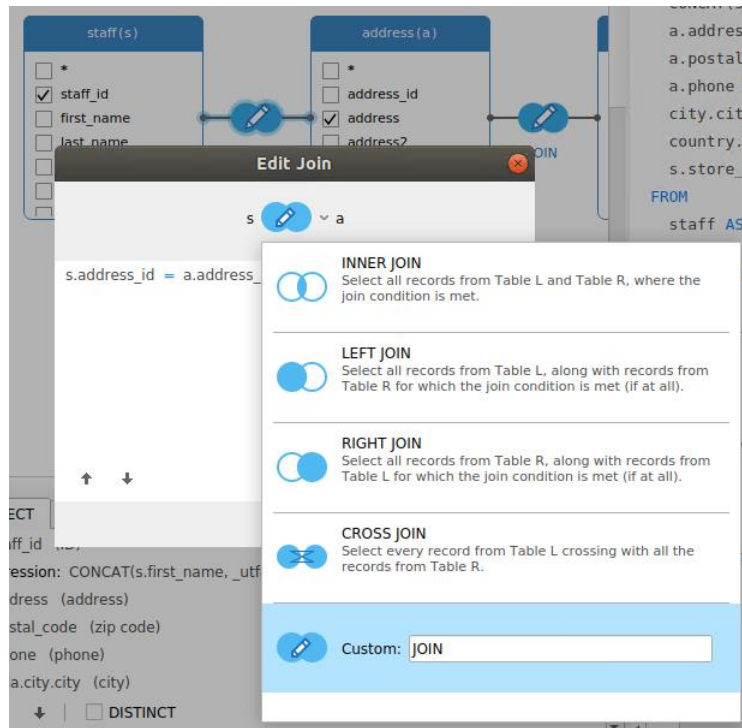 staff(s)
address(a)
*
staff_id
first_name
last_name
*
address_id
address
address2
a.addres
a.postal
a.phone
city.cit
country.
s.store_
FROM
staff AS
Edit Join
s
a
s.address_id = a.address_
INNER JOIN
Select all records from Table L and Table R, where the
join condition is met.
LEFT JOIN
Select all records from Table L, along with records from
Table R for which the join condition is met (if at all).
RIGHT JOIN
Select all records from Table R, along with records from
Table L for which the join condition is met (if at all).
CROSS JOIN
Select every record from Table L crossing with all the
records from Table R.
Custom: JOIN
ECT
aff_id
ression: CONCAT(s.first_name, _utf
dress (address)
stal_code (zip code)
one (phone)
a.city.city (city)
DISTINCT